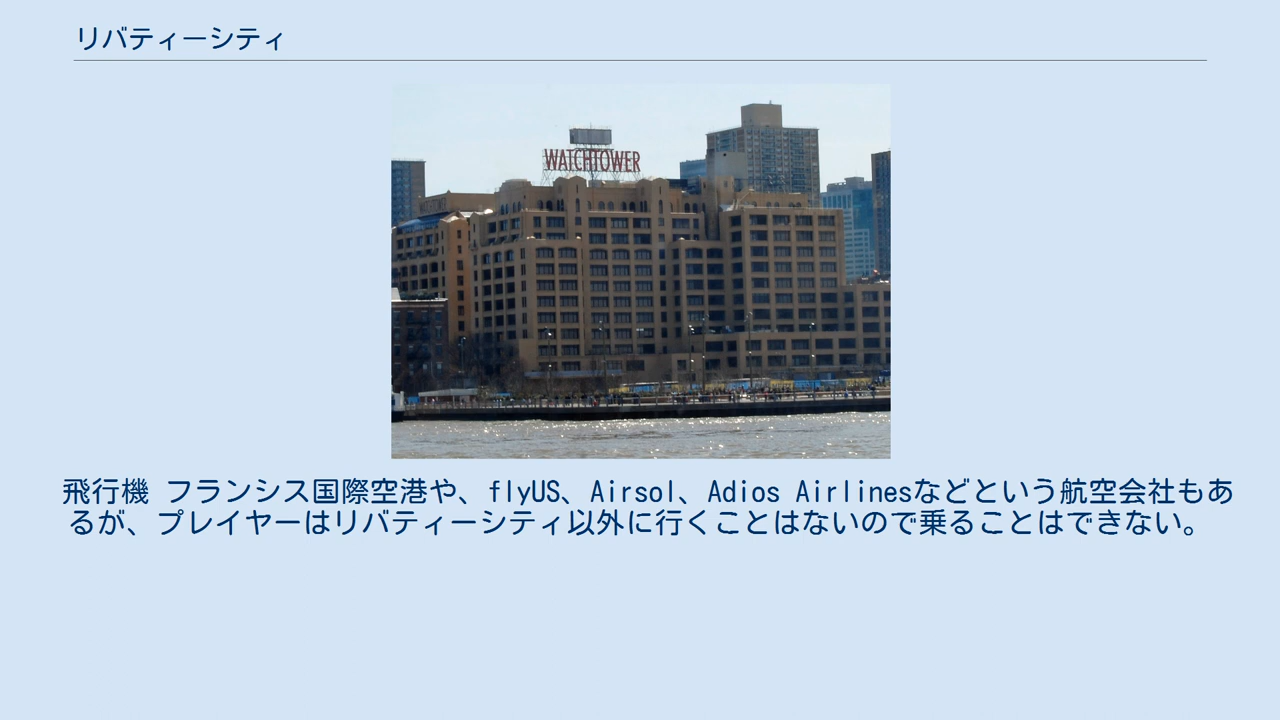 リバティーシティ
WATCHTOWER
飛行機 フランシス国際空港や、flyUS、Airsol、Adios Airlinesなどという航空会社もあ
るが、プレイヤーはリバティーシティ以外に行くことはないので乗ることはできない。